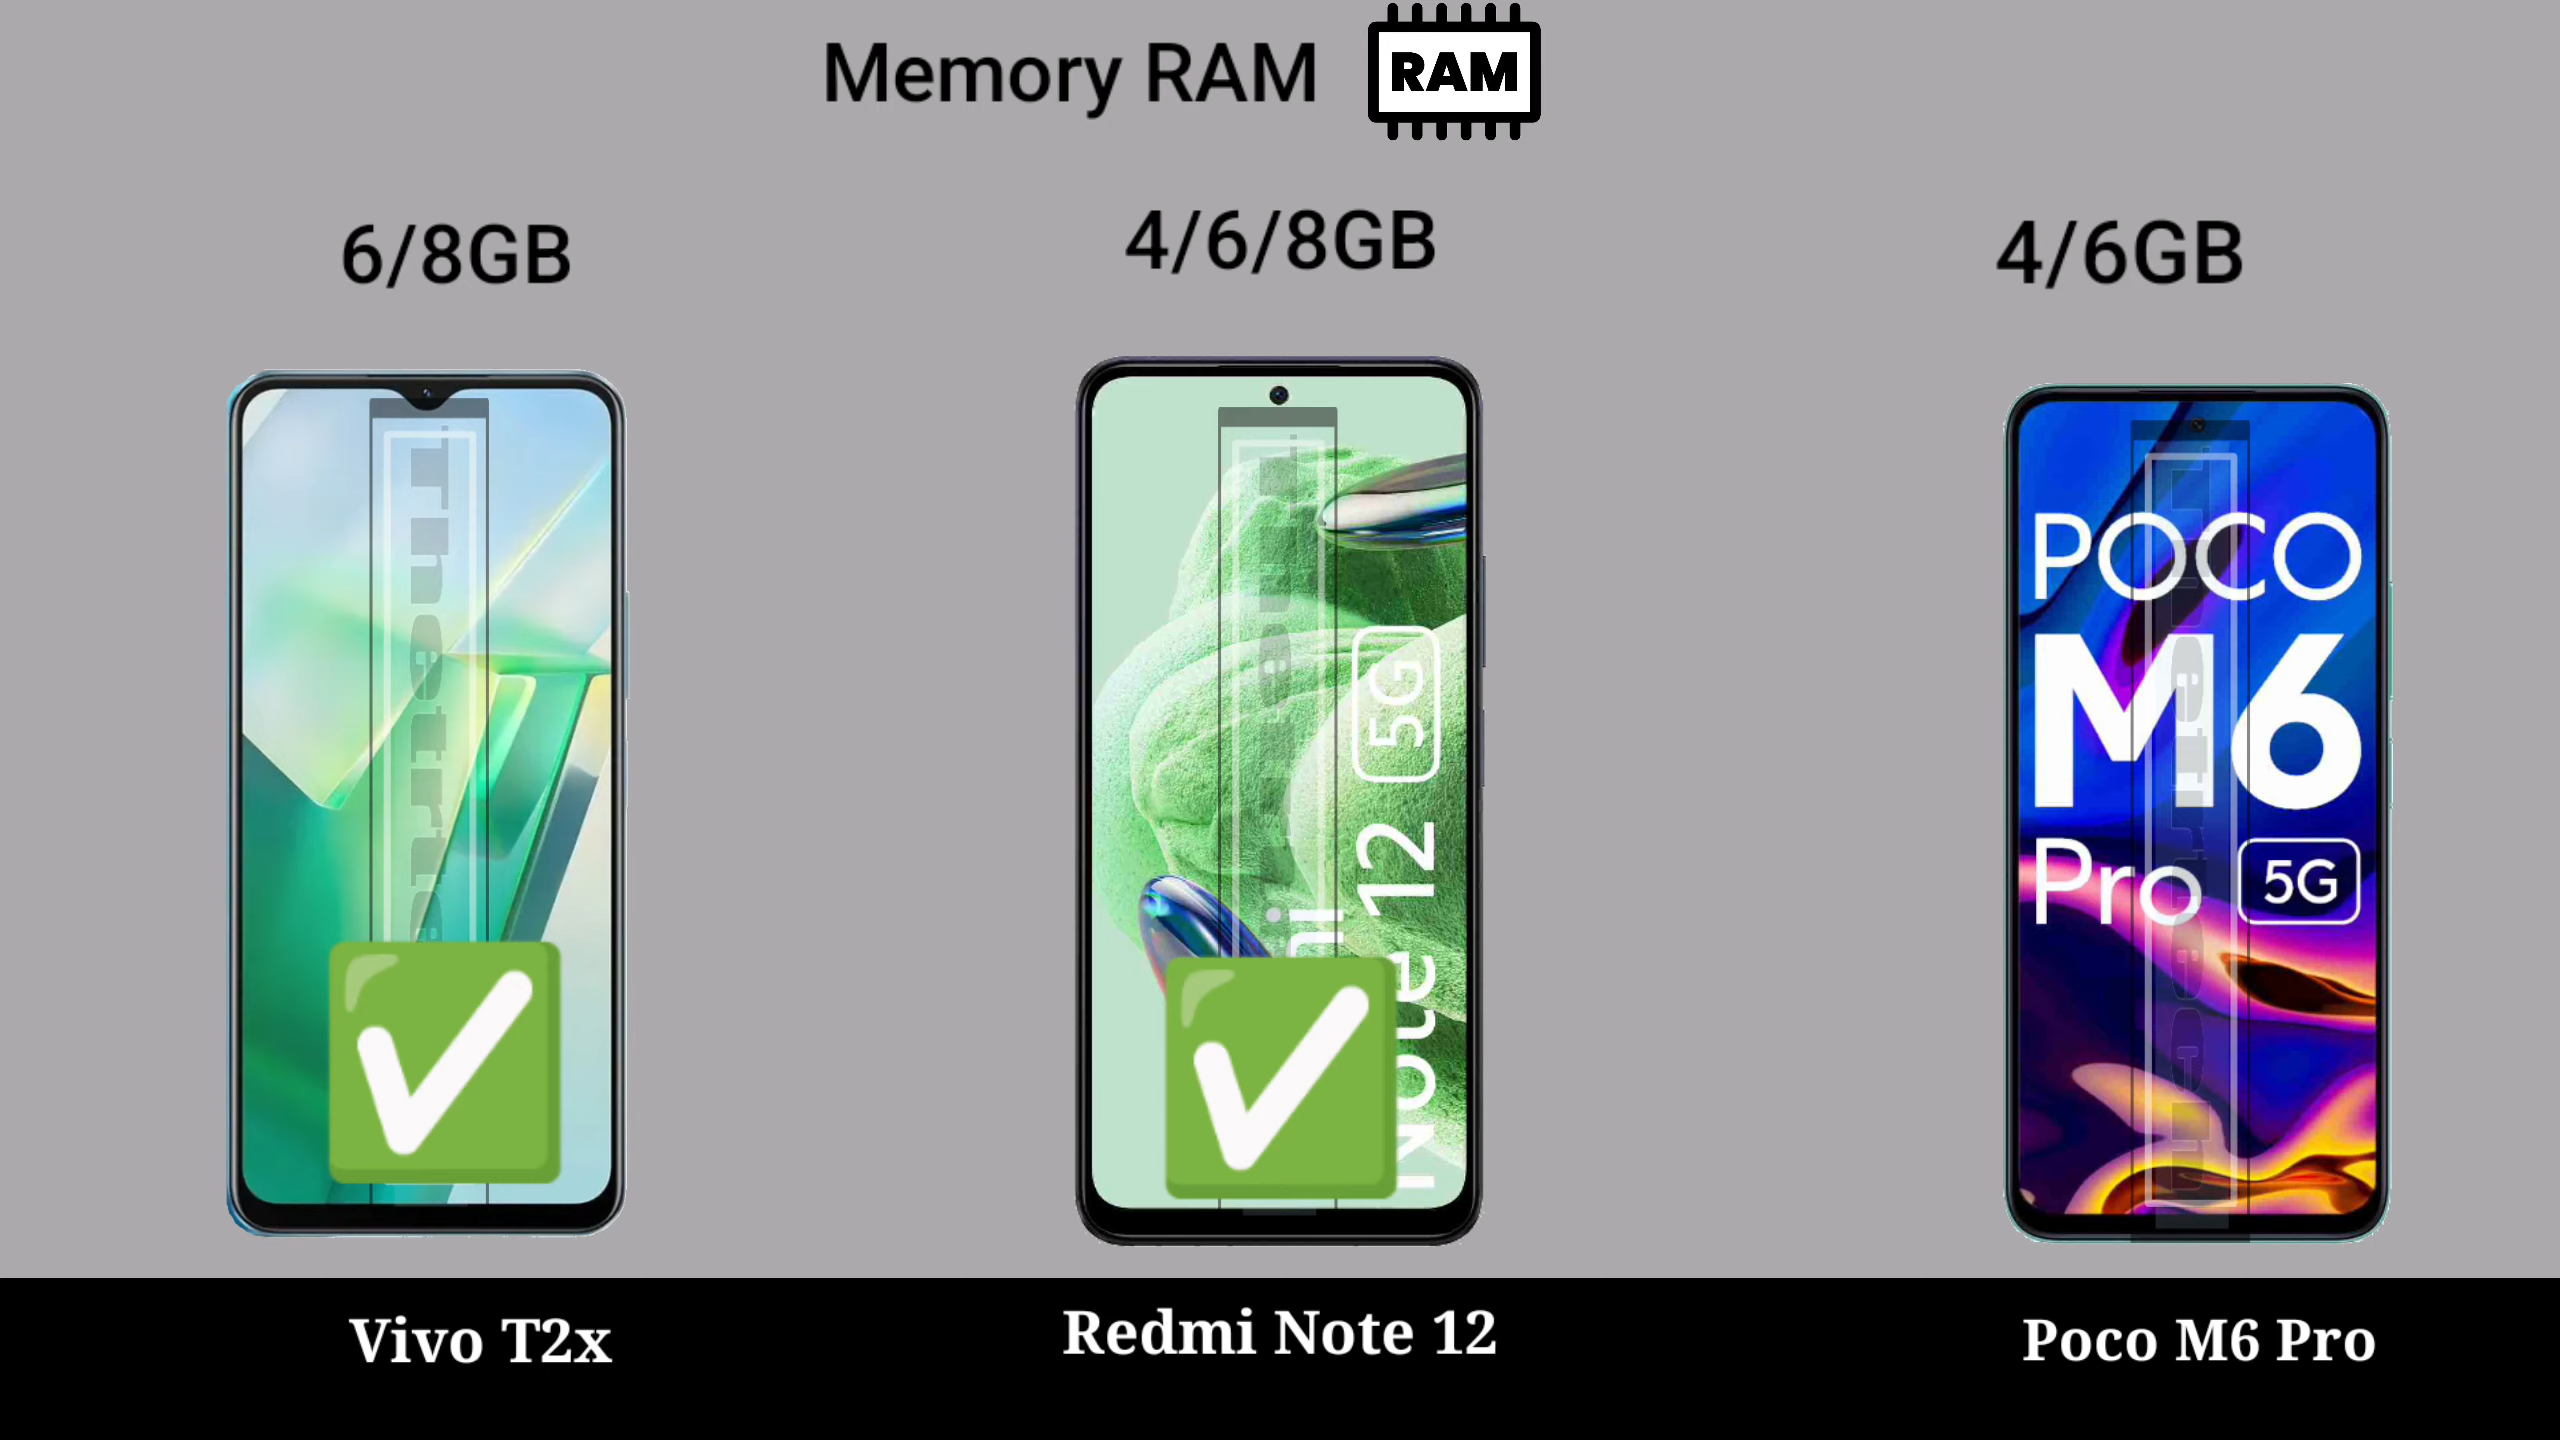 Memory RAM
RAM
6/8GB
4/6/8GB
4/6GB
POCO
M6
Pro 5G
Note 12 5G
Vivo T2x
Redmi Note 12
Poco M6 Pro